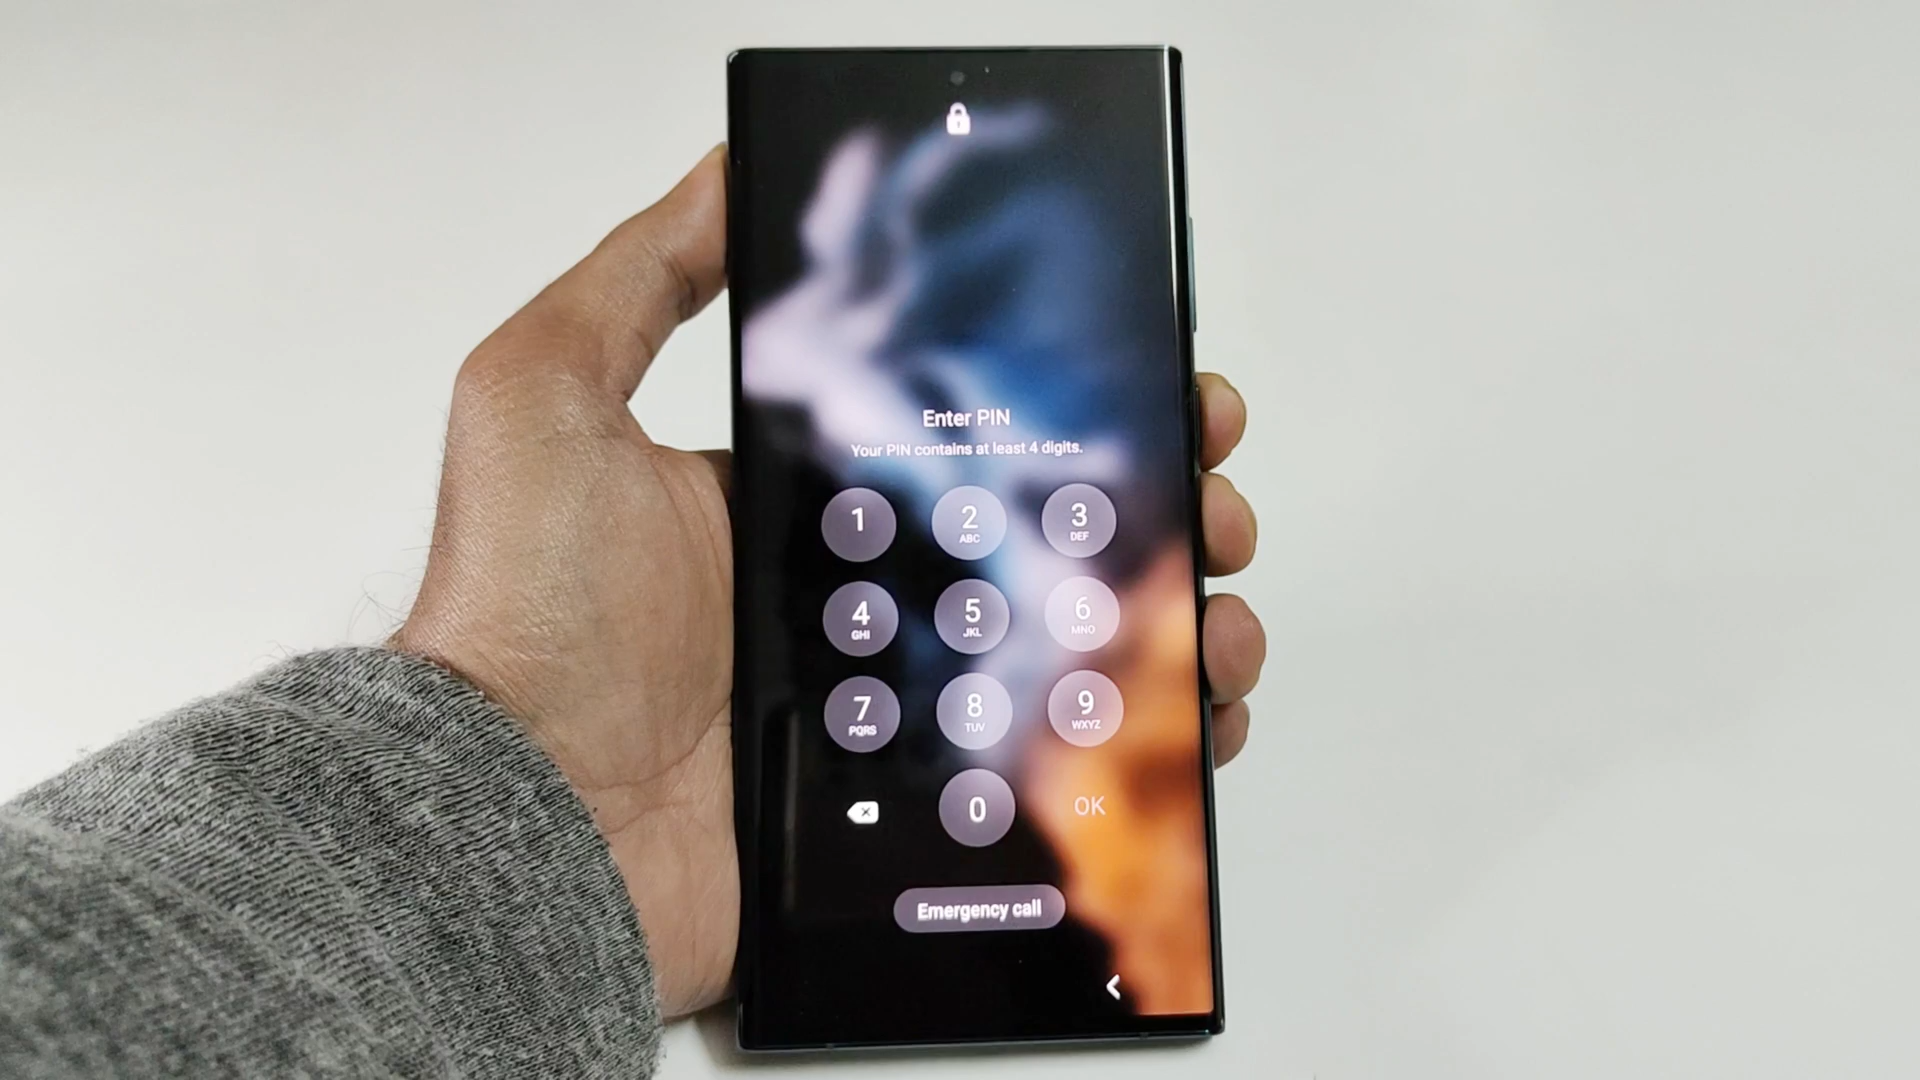 Enter PIN
Your PIN contains at least 4 digits.
1 2 3
ABC DEF
4 5 6
GHI JKL MNO
7 8 9
PQRS TUV WXYZ
0 OK
Emergency call